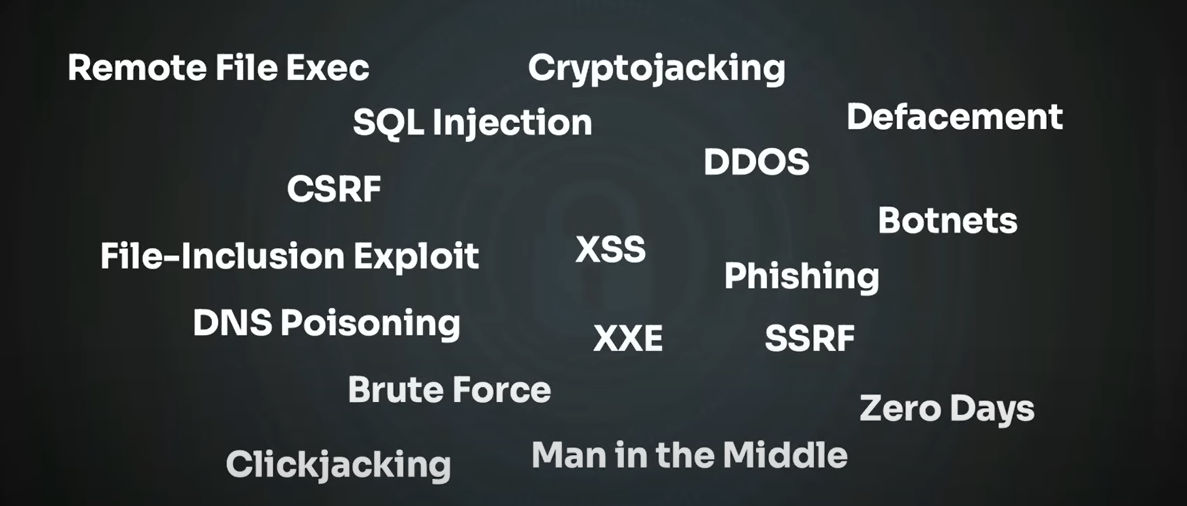 Remote File Exec
Cryptojacking
SQL Injection
Defacement
DDOS
CSRF
Botnets
File-Inclusion Exploit
XSS
Phishing
DNS Poisoning
XXE
SSRF
Brute Force
Zero Days
Clickjacking
Man in the Middle